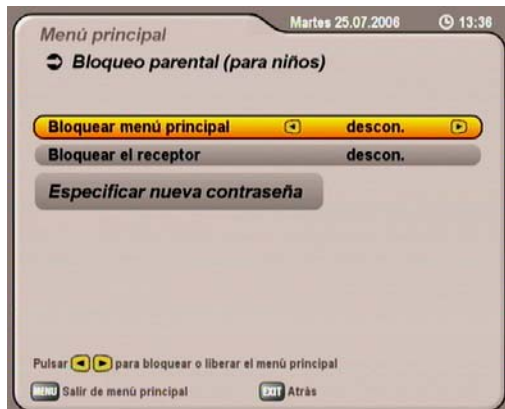 Martes 25.07.2006 13:36
Menú principal
Bloqueo parental (para niños)
Bloquear menú principal descon.
Bloquear el receptor descon.
Especificar nueva contraseña
Pulsar para bloquear o liberar el menú principal
MENU Salir de menú principal EXIT Atràs